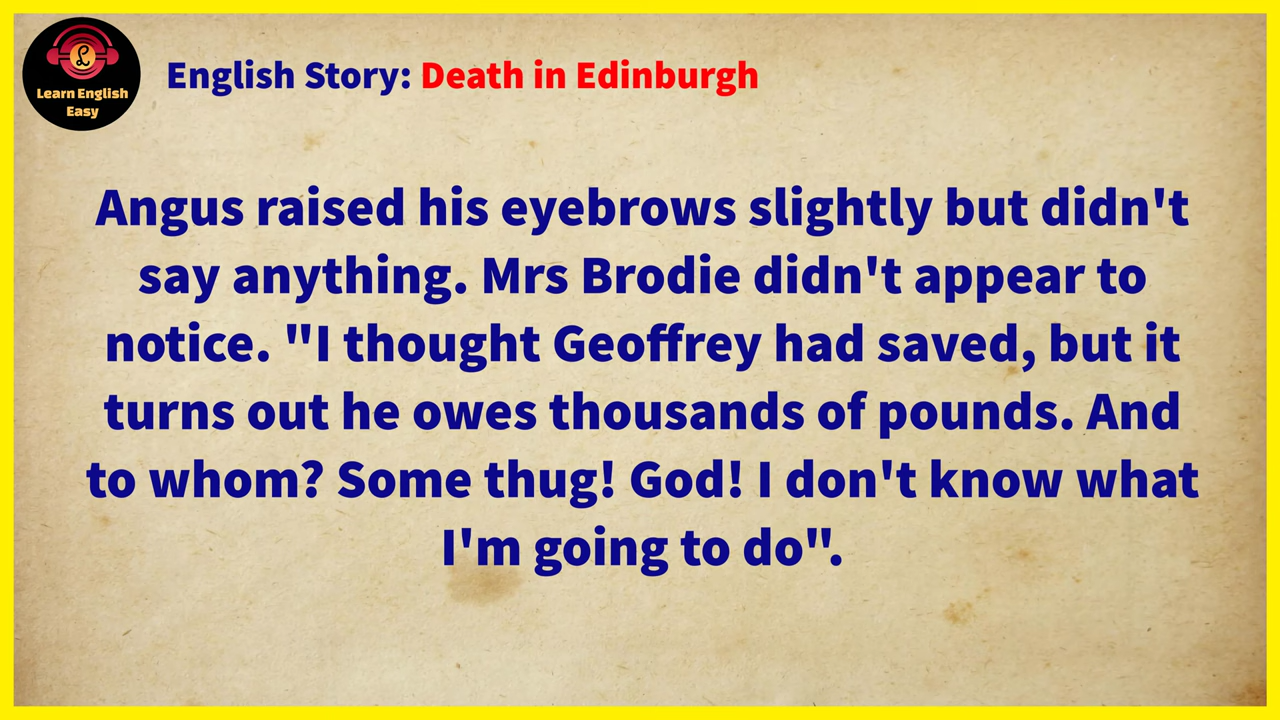 Learn English
Easy
English Story: Death in Edinburgh
Angus raised his eyebrows slightly but didn't
say anything. Mrs Brodie didn't appear to
notice. "I thought Geoffrey had saved, but it
turns out he owes thousands of pounds. And
to whom? Some thug! God! I don't know what
I'm going to do".